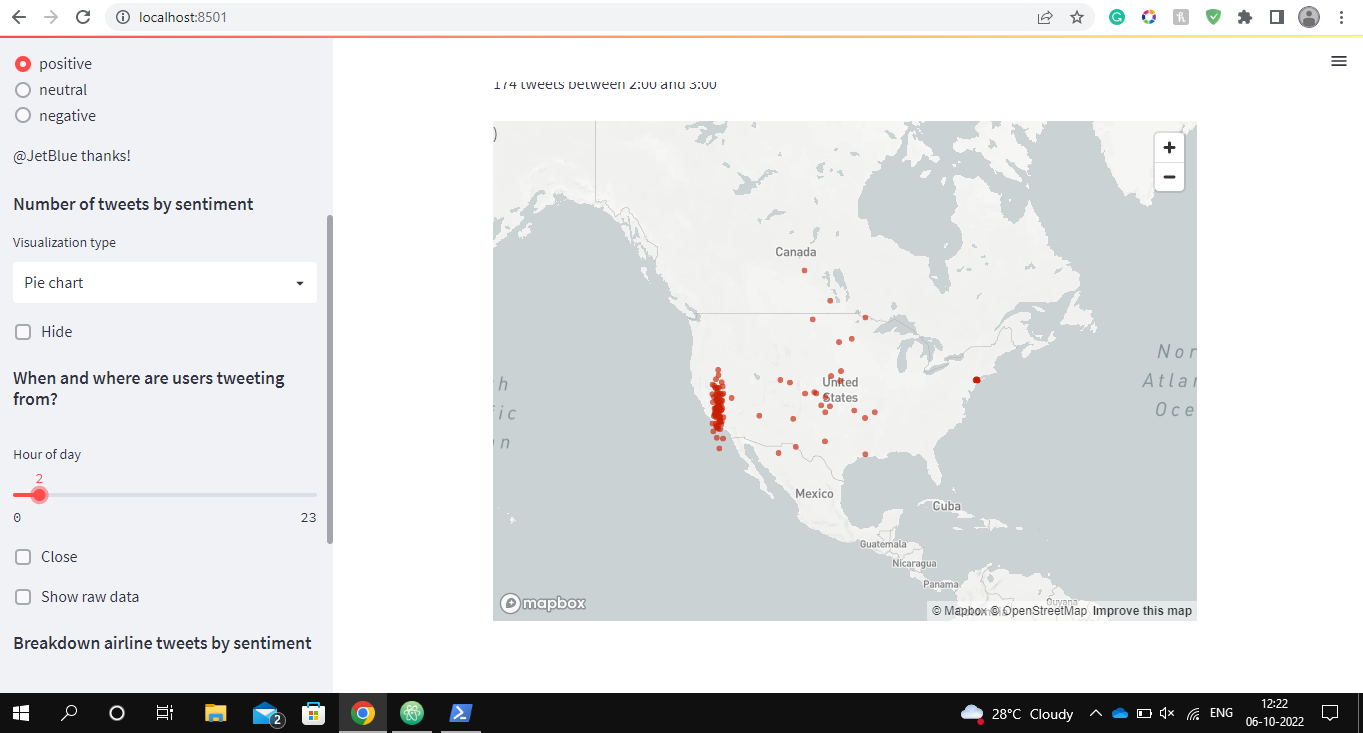 localhost:8501
positive
neutral
negative
@JetBlue thanks!
Number of tweets by sentiment
Visualization type
Pie chart
Hide
When and where are users tweeting
from?
Hour of day
2
0 23
Close
Show raw data
Breakdown airline tweets by sentiment
174 tweets between 2:00 and 3:00
)
+
−
Canada
United
States
Mexico
Cuba
Guatemala
Nicaragua
Panama
Guyana
h
ic
n
Nor
Atlan
Oce
mapbox
© Mapbox © OpenStreetMap Improve this map
2
28°C Cloudy
ENG
12:22
06-10-2022